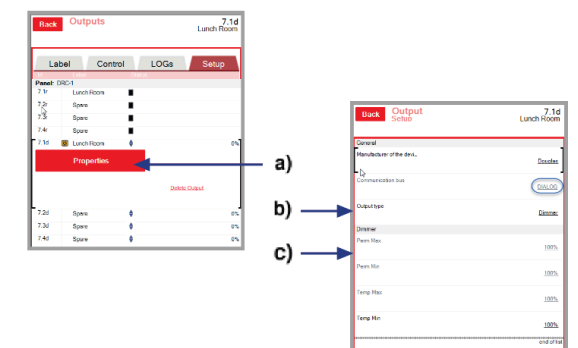 Back Outputs 7.1d
Lunch Room
Label Control LOGs Setup
Panel: DRC-1
7.1r Lunch Room
7.2r Spare
7.3r Spare
7.4r Spare
7.1d Lunch Room 0%
Properties
Delete Output
7.2d Spare 0%
7.3d Spare 0%
7.4d Spare 0%
a)
b)
c)
Back Output 7.1d
Setup Lunch Room
General
Manufacturer of the devi..
Douglas
Communication bus
DIALOG
Output type
Dimmer
Dimmer
Perm Max
100%
Perm Min
100%
Temp Max
100%
Temp Min
100%
end of list